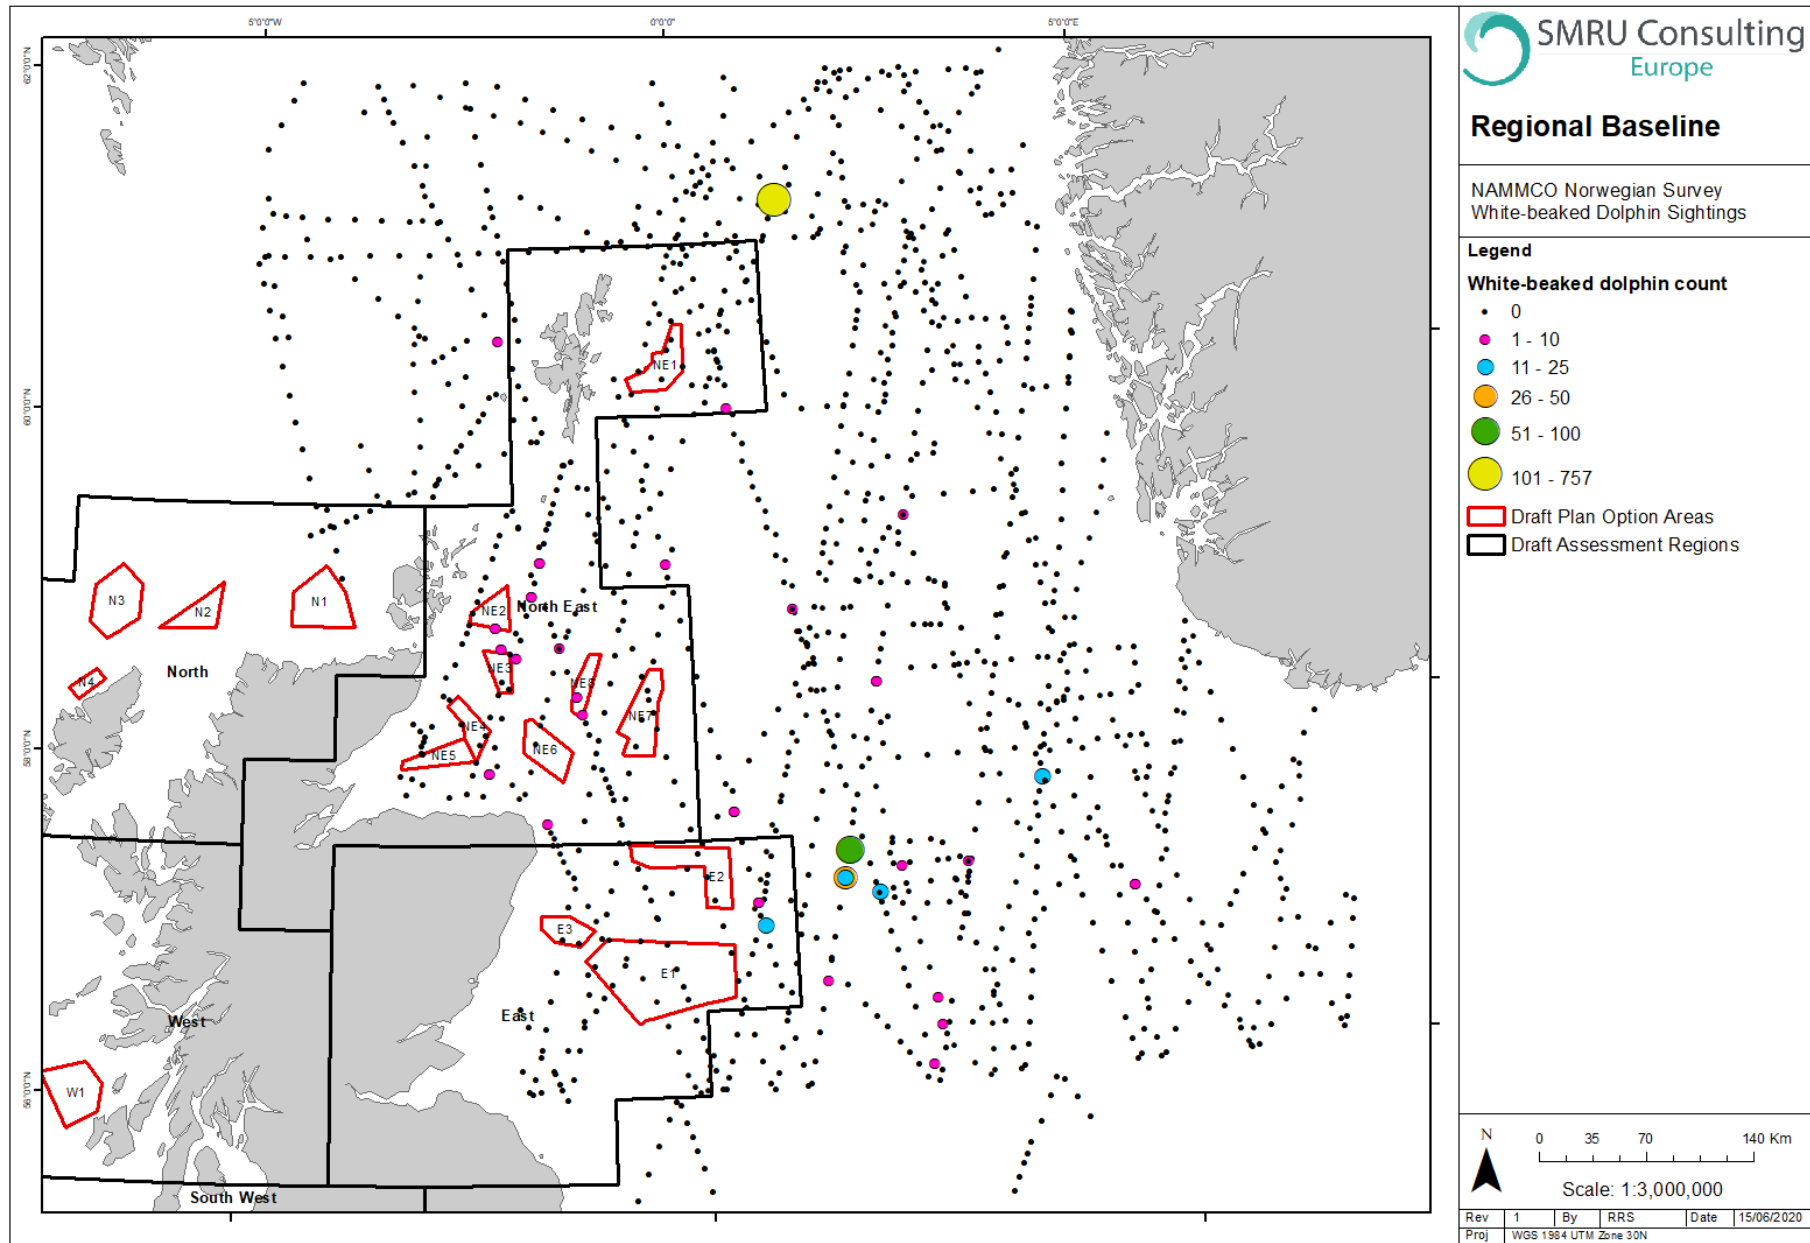 5°0'0"W
0°0'0"
5°0'0"E
62°0'0"N
60°0'0"N
58°0'0"N
56°0'0"N
NE1
N3
N2
N1
NE2
North East
North
N4
NE3
NE8
NE4
NE7
NE5
NE6
E2
E3
E1
East
West
W1
South West
SMRU Consulting
Europe
Regional Baseline
NAMMCO Norwegian Survey
White-beaked Dolphin Sightings
Legend
White-beaked dolphin count
0
1 - 10
11 - 25
26 - 50
51 - 100
101 - 757
Draft Plan Option Areas
Draft Assessment Regions
N
0 35 70 140 Km
Scale: 1:3,000,000
Rev 1 By RRS Date 15/06/2020
Proj WGS 1984 UTM Zone 30N